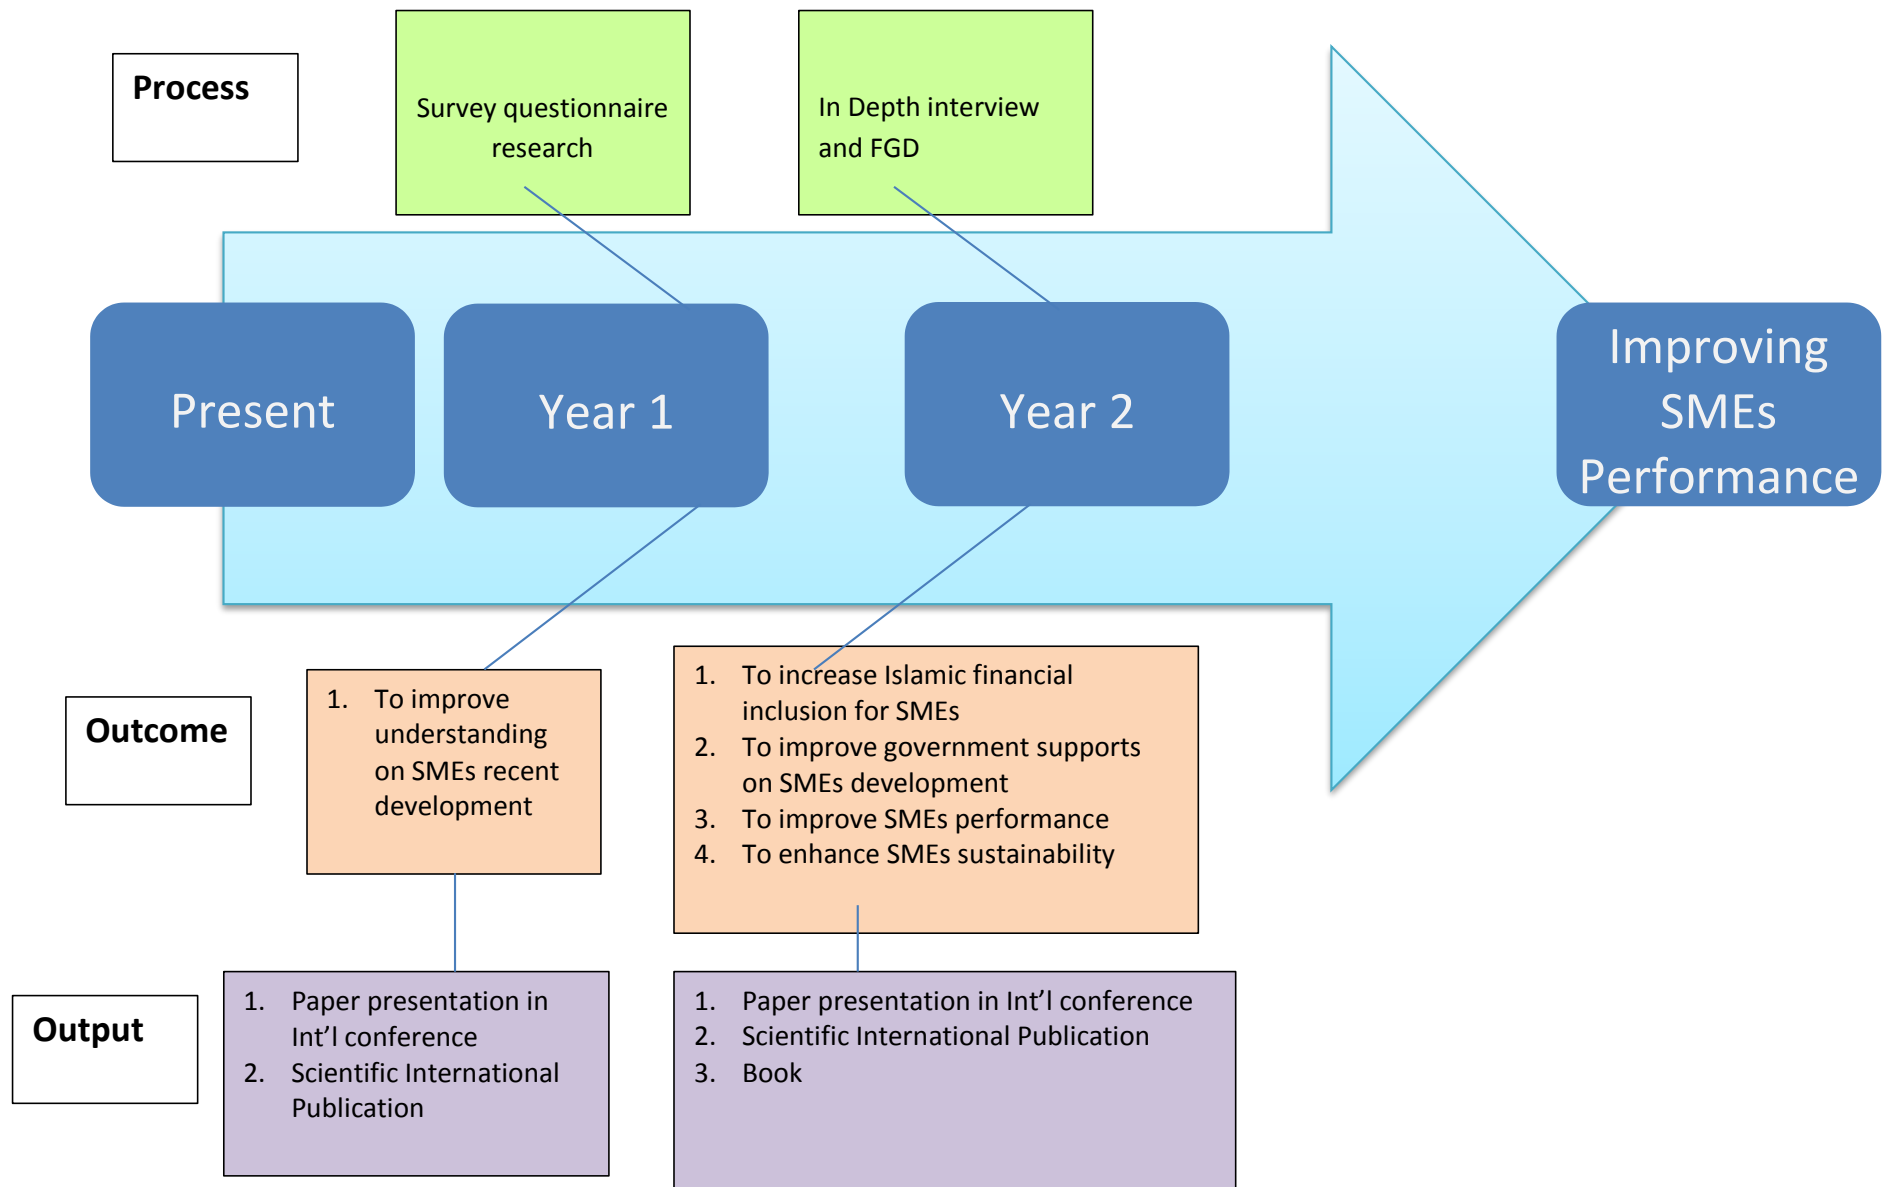 Process
Survey questionnaire
research
In Depth interview
and FGD
Present
Year 1
Year 2
Improving
SMEs
Performance
Outcome
1. To improve
understanding
on SMEs recent
development
1. To increase Islamic financial
inclusion for SMEs
2. To improve government supports
on SMEs development
3. To improve SMEs performance
4. To enhance SMEs sustainability
Output
1. Paper presentation in
Int’l conference
2. Scientific International
Publication
1. Paper presentation in Int’l conference
2. Scientific International Publication
3. Book